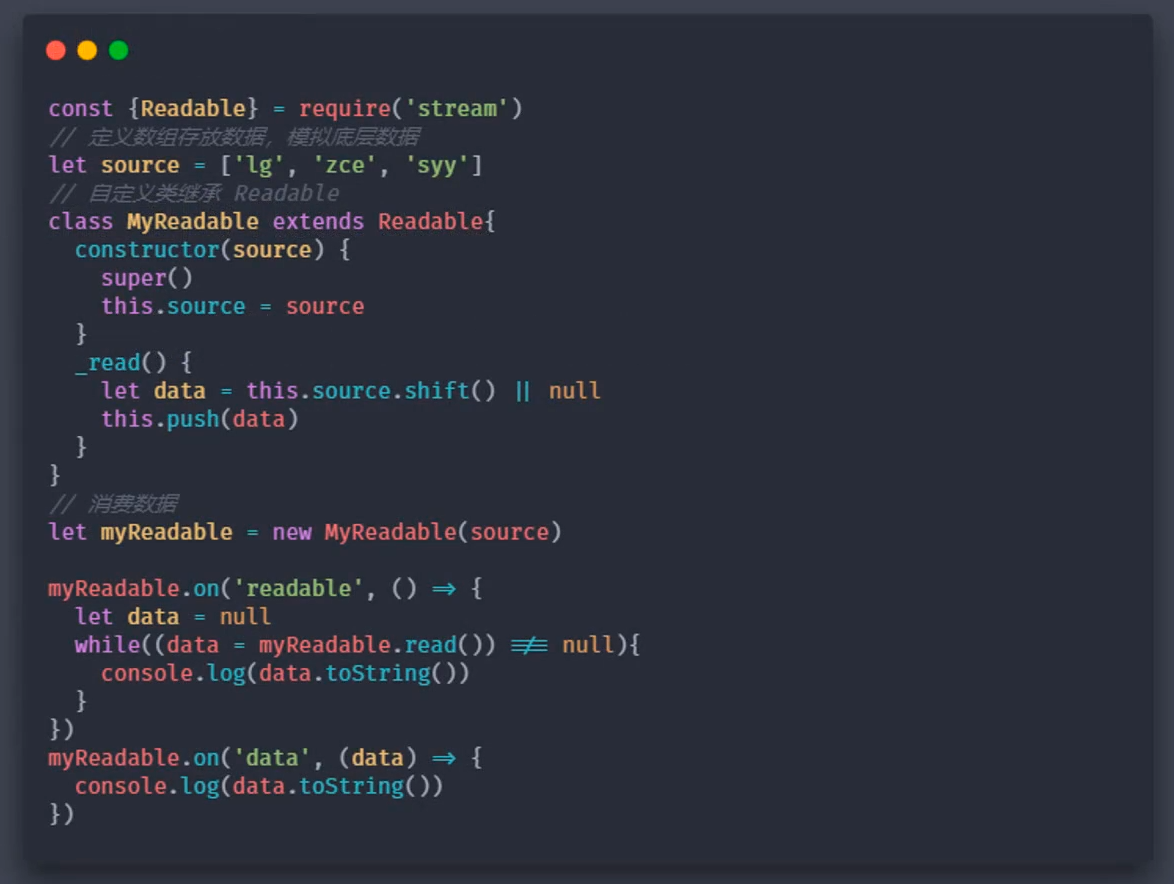 const {Readable} = require('stream')
// 定义数组存放数据，模拟底层数据
let source = ['lg', 'zce', 'syy']
// 自定义类继承 Readable
class MyReadable extends Readable{
  constructor(source) {
    super()
    this.source = source
  }
  _read() {
    let data = this.source.shift() || null
    this.push(data)
  }
}
// 消费数据
let myReadable = new MyReadable(source)

myReadable.on('readable', () => {
  let data = null
  while((data = myReadable.read()) !== null){
    console.log(data.toString())
  }
})
myReadable.on('data', (data) => {
  console.log(data.toString())
})